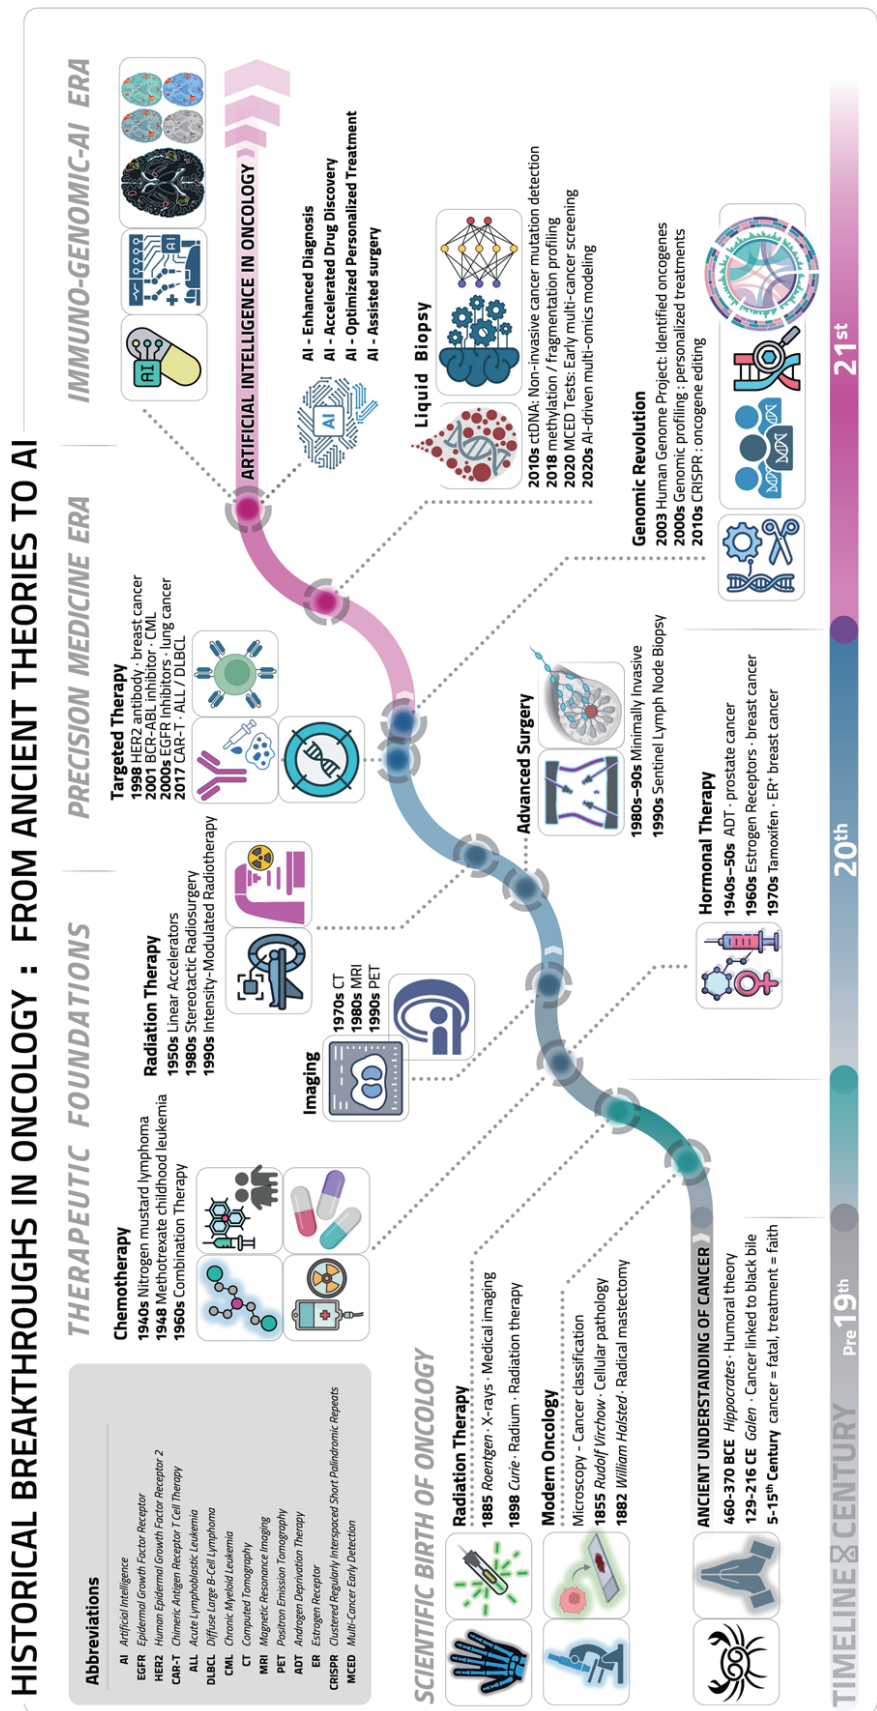 HISTORICAL BREAKTHROUGHS IN ONCOLOGY : FROM ANCIENT THEORIES TO AI
THERAPEUTIC FOUNDATIONS
PRECISION MEDICINE ERA
IMMUNO-GENOMIC-AI ERA
Abbreviations
AI Artificial Intelligence
EGFR Epidermal Growth Factor Receptor
HER2 Human Epidermal Growth Factor Receptor 2
CAR-T Chimeric Antigen Receptor T Cell Therapy
ALL Acute Lymphoblastic Leukemia
DLBCL Diffuse Large B-Cell Lymphoma
CML Chronic Myeloid Leukemia
CT Computed Tomography
MRI Magnetic Resonance Imaging
PET Positron Emission Tomography
ADT Androgen Deprivation Therapy
ER Estrogen Receptor
CRISPR Clustered Regularly Interspaced Short Palindromic Repeats
MCED Multi-Cancer Early Detection
Chemotherapy
1940s Nitrogen mustard lymphoma
1948 Methotrexate childhood leukemia
1960s Combination Therapy
Radiation Therapy
1950s Linear Accelerators
1980s Stereotactic Radiosurgery
1990s Intensity-Modulated Radiotherapy
Imaging
1970s CT
1980s MRI
1990s PET
Targeted Therapy
1998 HER2 antibody · breast cancer
2001 BCR-ABL inhibitor · CML
2000s EGFR Inhibitors · lung cancer
2017 CAR-T · ALL / DLBCL
AI
AI
ARTIFICIAL INTELLIGENCE IN ONCOLOGY
AI
AI - Enhanced Diagnosis
AI - Accelerated Drug Discovery
AI - Optimized Personalized Treatment
AI - Assisted surgery
Liquid Biopsy
2010s ctDNA: Non-invasive cancer mutation detection
2018 methylation / fragmentation profiling
2020 MCED Tests: Early multi-cancer screening
2020s AI-driven multi-omics modeling
Genomic Revolution
2003 Human Genome Project: Identified oncogenes
2000s Genomic profiling : personalized treatments
2010s CRISPR : oncogene editing
Advanced Surgery
1980s-90s Minimally Invasive
1990s Sentinel Lymph Node Biopsy
Hormonal Therapy
1940s-50s ADT · prostate cancer
1960s Estrogen Receptors · breast cancer
1970s Tamoxifen · ER⁺ breast cancer
SCIENTIFIC BIRTH OF ONCOLOGY
Radiation Therapy
1885 Roentgen · X-rays · Medical imaging
1898 Curie · Radium · Radiation therapy
Modern Oncology
Microscopy - Cancer classification
1855 Rudolf Virchow · Cellular pathology
1882 William Halsted · Radical mastectomy
ANCIENT UNDERSTANDING OF CANCER
460-370 BCE Hippocrates · Humoral theory
129-216 CE Galen · Cancer linked to black bile
5-15th Century cancer = fatal, treatment = faith
TIMELINE CENTURY
Pre 19th
20th
21st